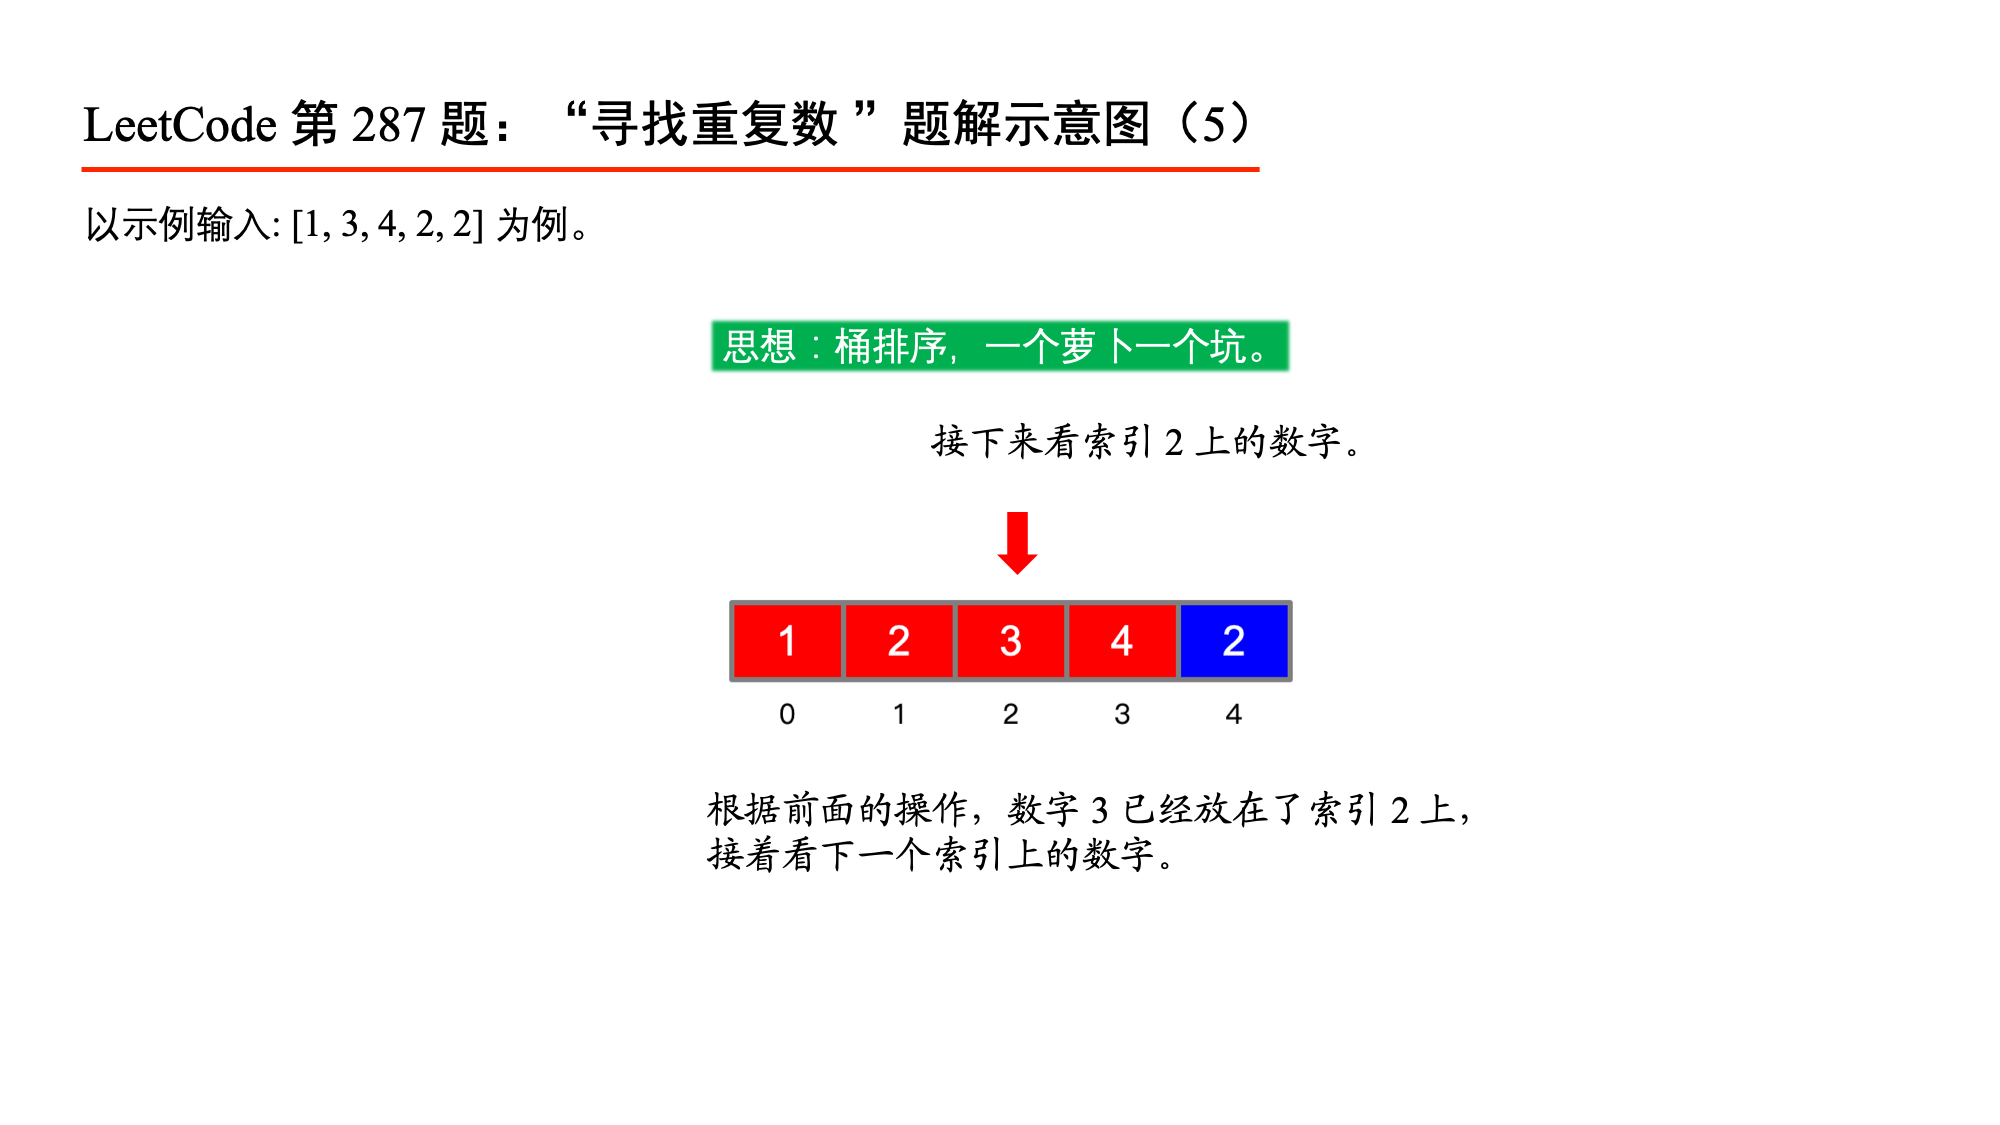 LeetCode 第 287 题：“寻找重复数 ”题解示意图（5）
以示例输入: [1, 3, 4, 2, 2] 为例。
思想：桶排序，一个萝卜一个坑。
接下来看索引 2 上的数字。
1 2 3 4 2
0 1 2 3 4
根据前面的操作，数字 3 已经放在了索引 2 上，
接着看下一个索引上的数字。